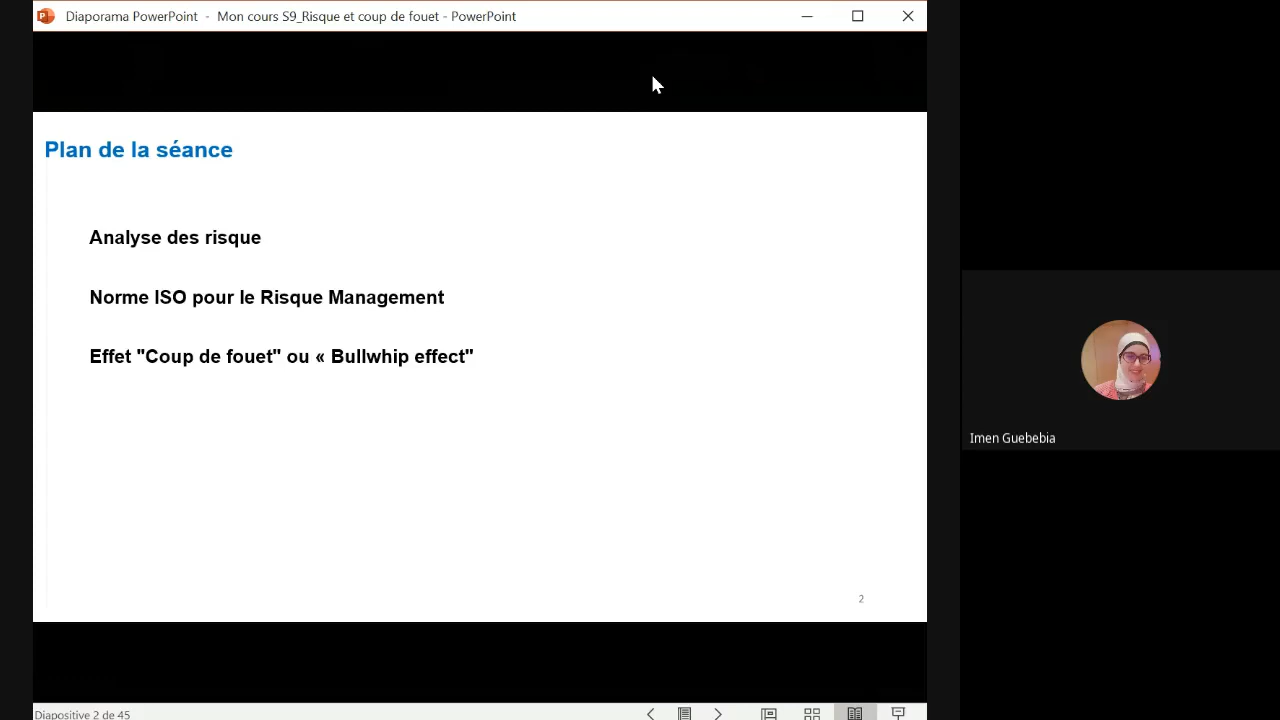 Diaporama PowerPoint - Mon cours S9_Risque et coup de fouet - PowerPoint
Plan de la séance
Analyse des risque
Norme ISO pour le Risque Management
Effet "Coup de fouet" ou « Bullwhip effect"
Imen Guebebia
2
Diapositive 2 de 45